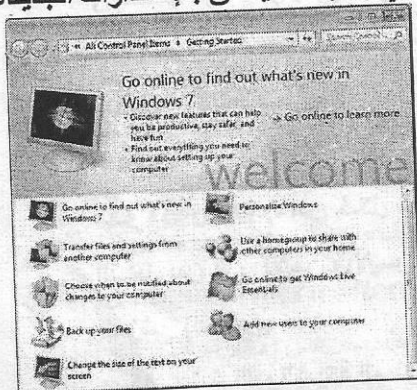 All Control Panel Items
Getting Started
Go online to find out what's new in
Windows 7
• Discover new features that can help
you be productive, stay safer, and
have fun
• Find out everything you need to
know about setting up your
computer
Go online to learn more
welcome
Go online to find out what's new in
Windows 7
Personalize Windows
Transfer files and settings from
another computer
Use a homegroup to share with
other computers in your home
Choose when to be notified about
changes to your computer
Go online to get Windows Live
Essentials
Back up your files
Add new users to your computer
Change the size of the text on your
screen